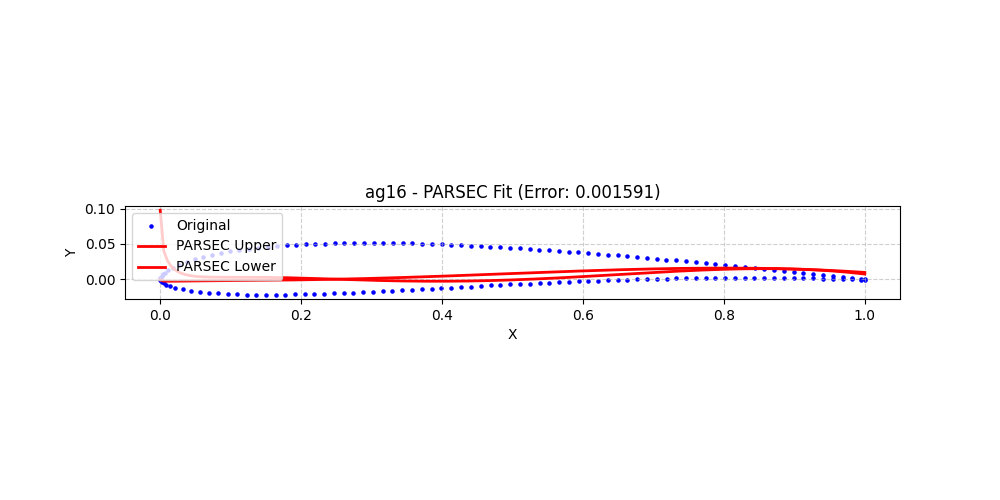 ag16 - PARSEC Fit (Error: 0.001591)
0.10
0.05
0.00
Y
Original
PARSEC Upper
PARSEC Lower
0.0 0.2 0.4 0.6 0.8 1.0
X